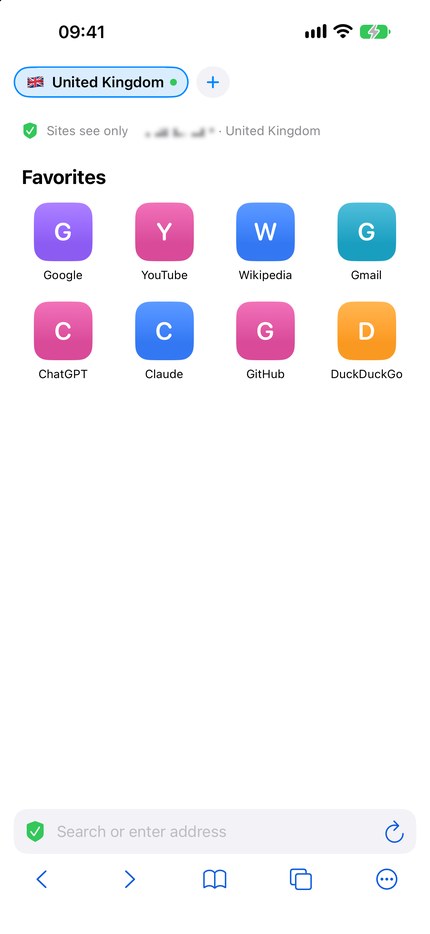 09:41
United Kingdom
Sites see only · United Kingdom
Favorites
G Y W G
Google YouTube Wikipedia Gmail
C C G D
ChatGPT Claude GitHub DuckDuckGo
Search or enter address